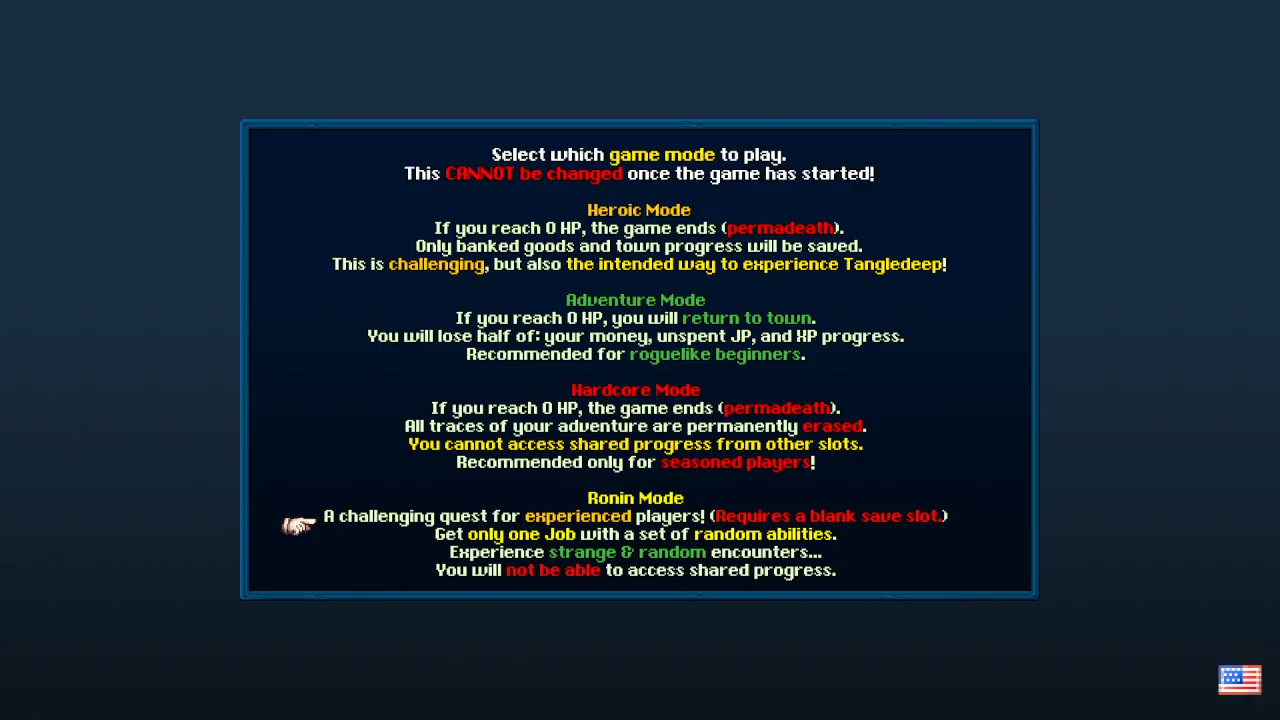 Select which game mode to play.
This CANNOT be changed once the game has started!
Heroic Mode
If you reach 0 HP, the game ends (permadeath).
Only banked goods and town progress will be saved.
This is challenging, but also the intended way to experience Tangledeep!
Adventure Mode
If you reach 0 HP, you will return to town.
You will lose half of: your money, unspent JP, and XP progress.
Recommended for roguelike beginners.
Hardcore Mode
If you reach 0 HP, the game ends (permadeath).
All traces of your adventure are permanently erased.
You cannot access shared progress from other slots.
Recommended only for seasoned players!
Ronin Mode
A challenging quest for experienced players! (Requires a blank save slot.)
Get only one Job with a set of random abilities.
Experience strange & random encounters...
You will not be able to access shared progress.